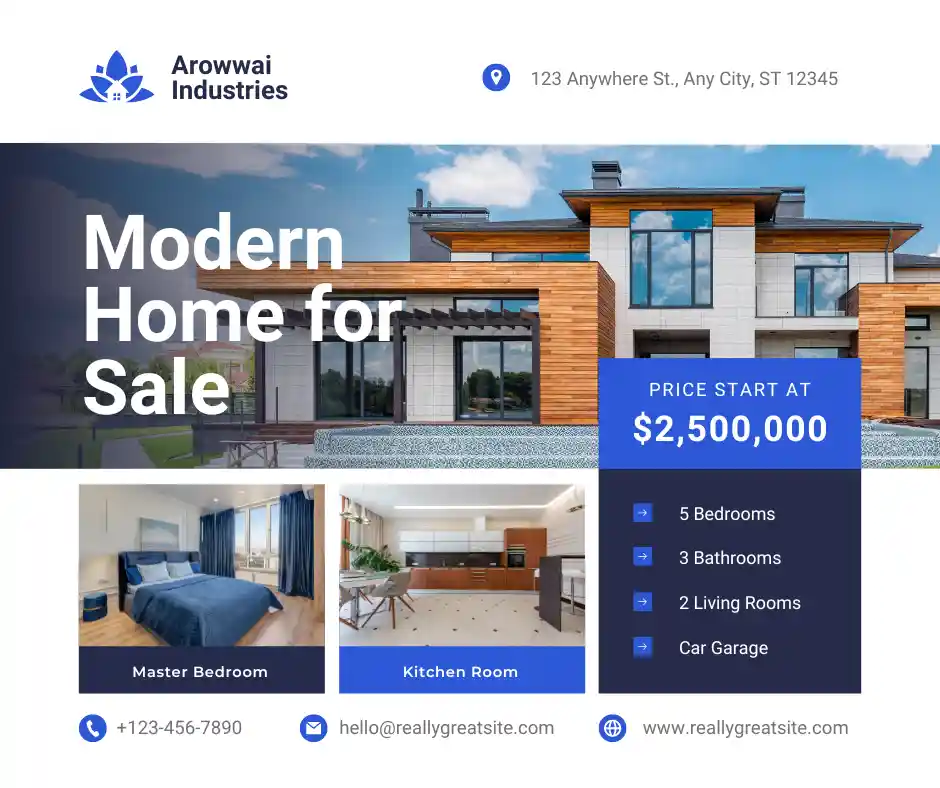 Arowwai
Industries
123 Anywhere St., Any City, ST 12345
Modern
Home for
Sale
PRICE START AT
$2,500,000
5 Bedrooms
3 Bathrooms
2 Living Rooms
Car Garage
Master Bedroom
Kitchen Room
+123-456-7890
hello@reallygreatsite.com
www.reallygreatsite.com